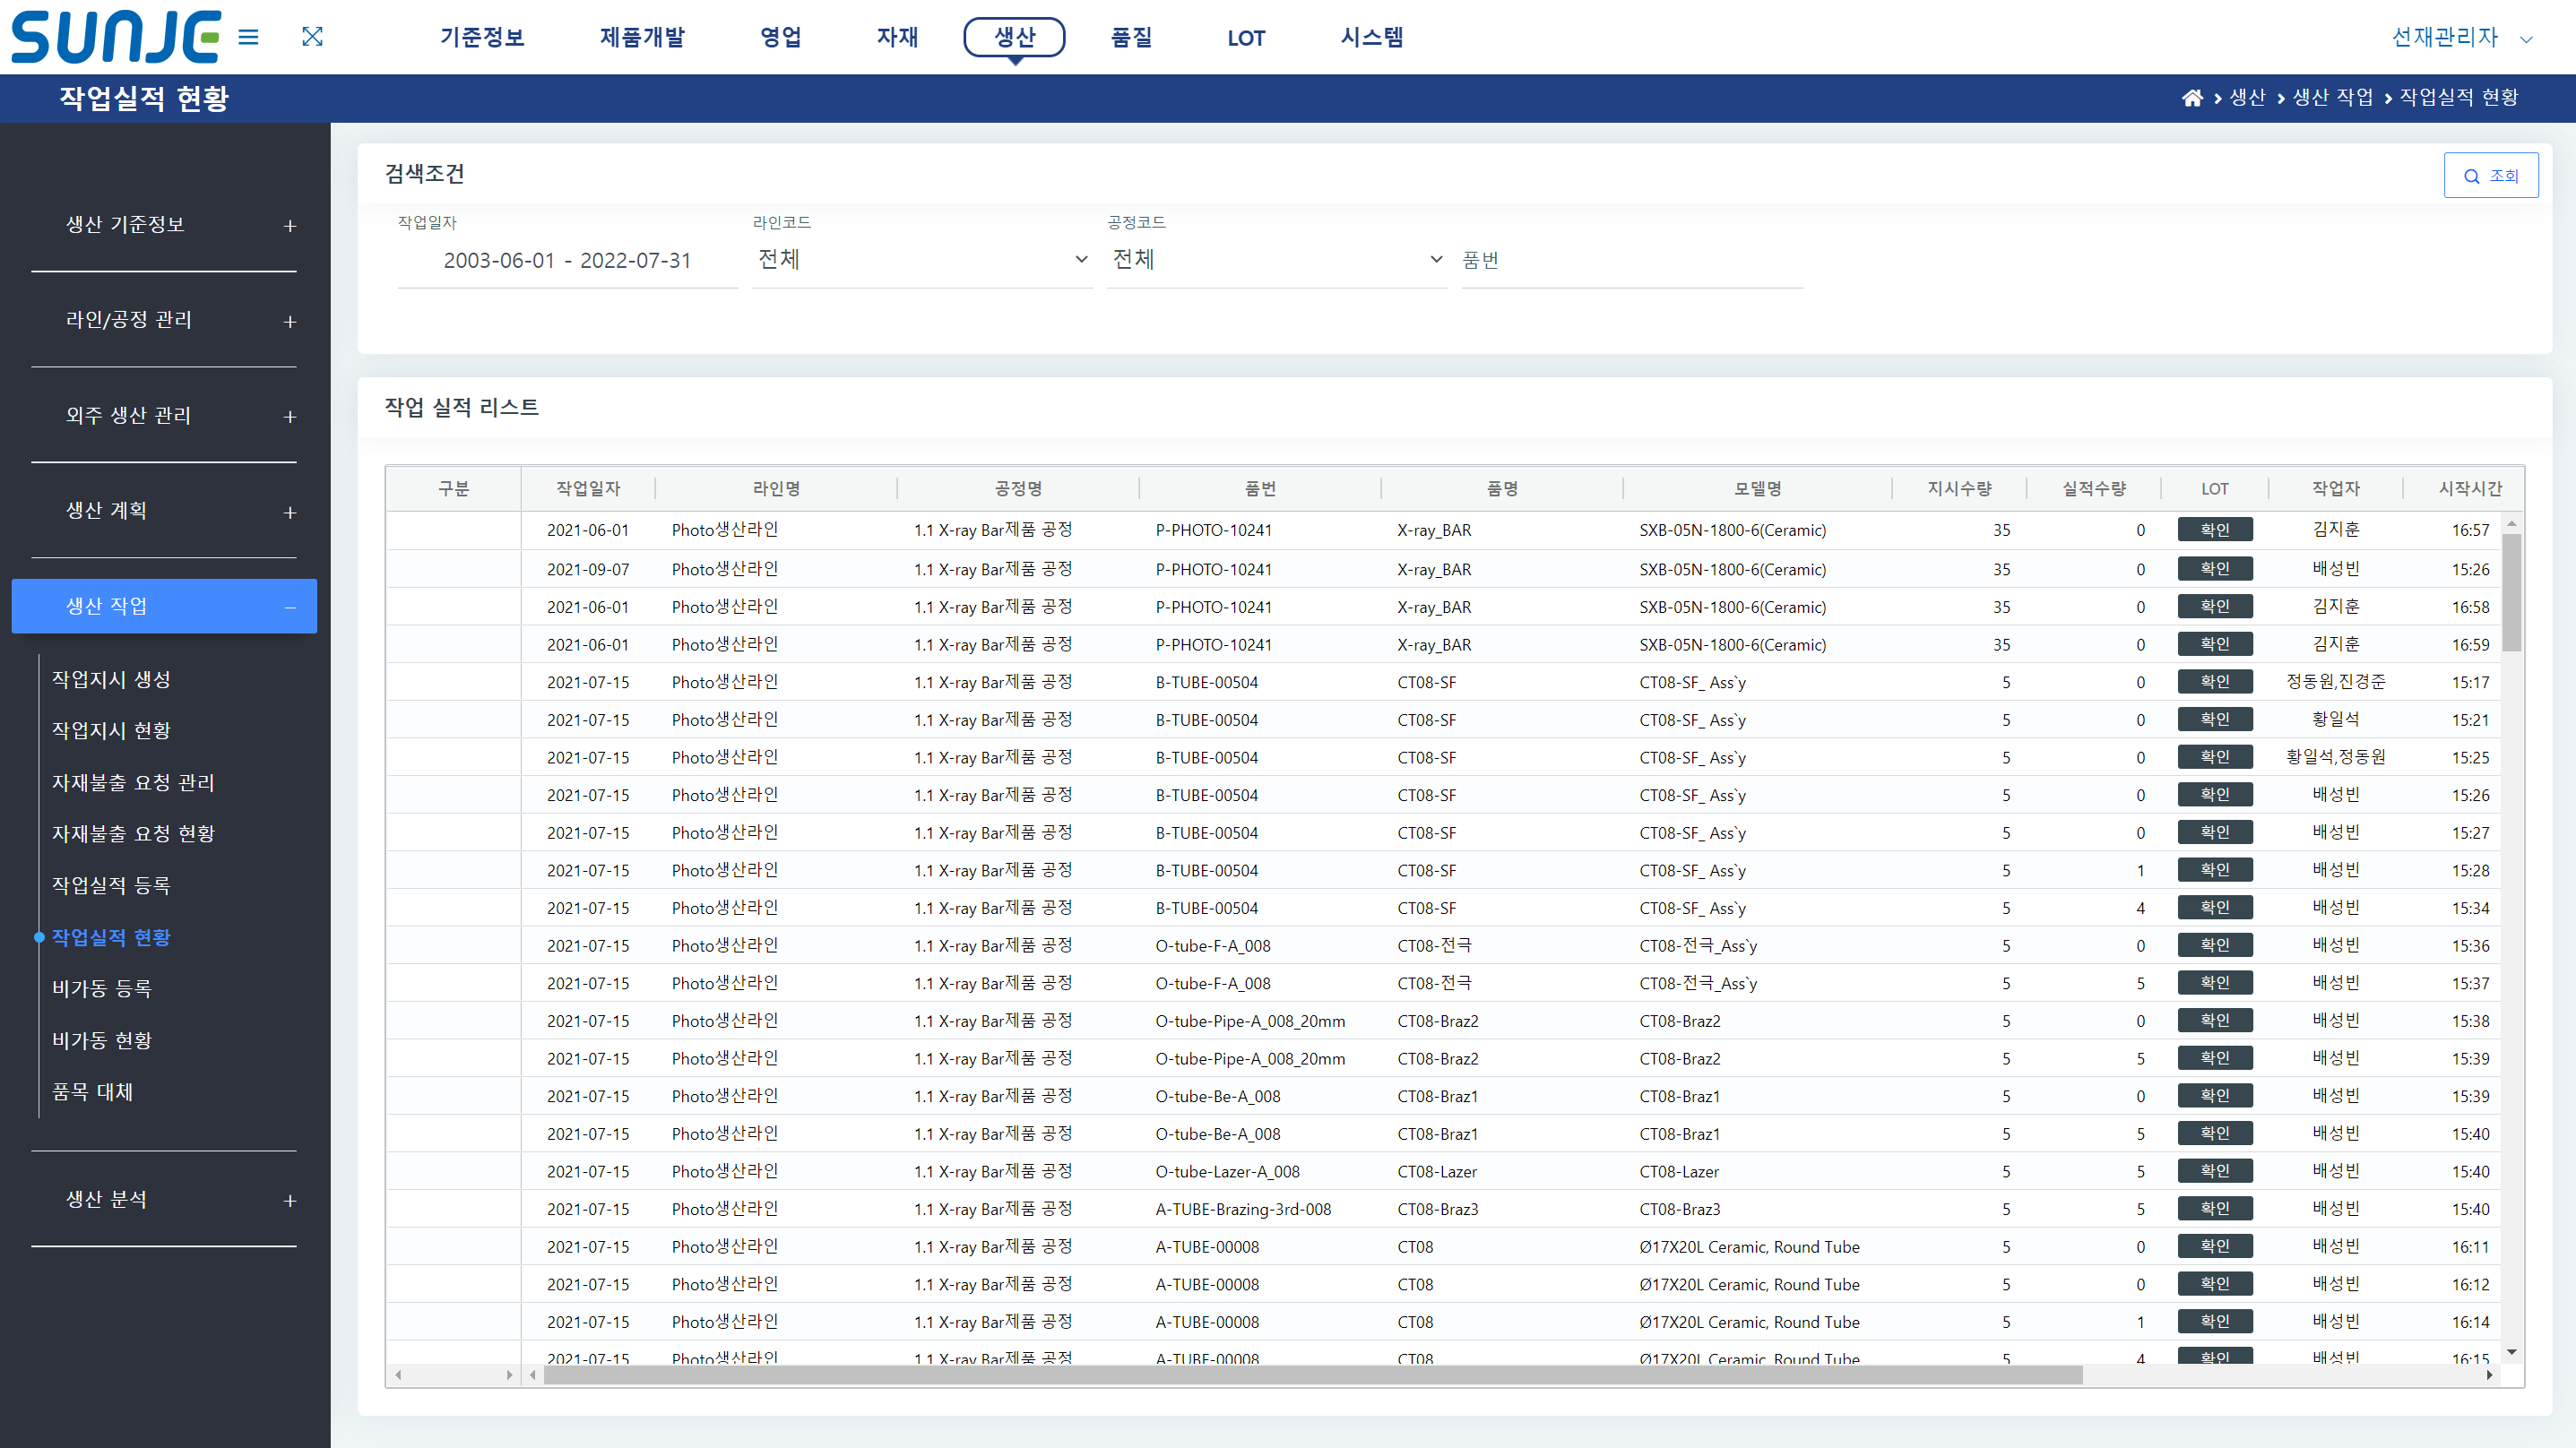 SUNJE 기준정보 제품개발 영업 자재 생산 품질 LOT 시스템 선재관리자
작업실적 현황 생산 생산 작업 작업실적 현황
생산 기준정보
라인/공정 관리
외주 생산 관리
생산 계획
생산 작업
작업지시 생성
작업지시 현황
자재불출 요청 관리
자재불출 요청 현황
작업실적 등록
작업실적 현황
비가동 등록
비가동 현황
품목 대체
생산 분석
검색조건 조회
작업일자 라인코드 공정코드
2003-06-01 - 2022-07-31 전체 전체 품번
작업 실적 리스트
구분 작업일자 라인명 공정명 품번 품명 모델명 지시수량 실적수량 LOT 작업자 시작시간
2021-06-01 Photo생산라인 1.1 X-ray Bar제품 공정 P-PHOTO-10241 X-ray_BAR SXB-05N-1800-6(Ceramic) 35 0 확인 김지훈 16:57
2021-09-07 Photo생산라인 1.1 X-ray Bar제품 공정 P-PHOTO-10241 X-ray_BAR SXB-05N-1800-6(Ceramic) 35 0 확인 배성빈 15:26
2021-06-01 Photo생산라인 1.1 X-ray Bar제품 공정 P-PHOTO-10241 X-ray_BAR SXB-05N-1800-6(Ceramic) 35 0 확인 김지훈 16:58
2021-06-01 Photo생산라인 1.1 X-ray Bar제품 공정 P-PHOTO-10241 X-ray_BAR SXB-05N-1800-6(Ceramic) 35 0 확인 김지훈 16:59
2021-07-15 Photo생산라인 1.1 X-ray Bar제품 공정 B-TUBE-00504 CT08-SF CT08-SF_ Ass`y 5 0 확인 정동원,진경준 15:17
2021-07-15 Photo생산라인 1.1 X-ray Bar제품 공정 B-TUBE-00504 CT08-SF CT08-SF_ Ass`y 5 0 확인 황일석 15:21
2021-07-15 Photo생산라인 1.1 X-ray Bar제품 공정 B-TUBE-00504 CT08-SF CT08-SF_ Ass`y 5 0 확인 황일석,정동원 15:25
2021-07-15 Photo생산라인 1.1 X-ray Bar제품 공정 B-TUBE-00504 CT08-SF CT08-SF_ Ass`y 5 0 확인 배성빈 15:26
2021-07-15 Photo생산라인 1.1 X-ray Bar제품 공정 B-TUBE-00504 CT08-SF CT08-SF_ Ass`y 5 0 확인 배성빈 15:27
2021-07-15 Photo생산라인 1.1 X-ray Bar제품 공정 B-TUBE-00504 CT08-SF CT08-SF_ Ass`y 5 1 확인 배성빈 15:28
2021-07-15 Photo생산라인 1.1 X-ray Bar제품 공정 B-TUBE-00504 CT08-SF CT08-SF_ Ass`y 5 4 확인 배성빈 15:34
2021-07-15 Photo생산라인 1.1 X-ray Bar제품 공정 O-tube-F-A_008 CT08-전극 CT08-전극_Ass`y 5 0 확인 배성빈 15:36
2021-07-15 Photo생산라인 1.1 X-ray Bar제품 공정 O-tube-F-A_008 CT08-전극 CT08-전극_Ass`y 5 5 확인 배성빈 15:37
2021-07-15 Photo생산라인 1.1 X-ray Bar제품 공정 O-tube-Pipe-A_008_20mm CT08-Braz2 CT08-Braz2 5 0 확인 배성빈 15:38
2021-07-15 Photo생산라인 1.1 X-ray Bar제품 공정 O-tube-Pipe-A_008_20mm CT08-Braz2 CT08-Braz2 5 5 확인 배성빈 15:39
2021-07-15 Photo생산라인 1.1 X-ray Bar제품 공정 O-tube-Be-A_008 CT08-Braz1 CT08-Braz1 5 0 확인 배성빈 15:39
2021-07-15 Photo생산라인 1.1 X-ray Bar제품 공정 O-tube-Be-A_008 CT08-Braz1 CT08-Braz1 5 5 확인 배성빈 15:40
2021-07-15 Photo생산라인 1.1 X-ray Bar제품 공정 O-tube-Lazer-A_008 CT08-Lazer CT08-Lazer 5 5 확인 배성빈 15:40
2021-07-15 Photo생산라인 1.1 X-ray Bar제품 공정 A-TUBE-Brazing-3rd-008 CT08-Braz3 CT08-Braz3 5 5 확인 배성빈 15:40
2021-07-15 Photo생산라인 1.1 X-ray Bar제품 공정 A-TUBE-00008 CT08 Ø17X20L Ceramic, Round Tube 5 0 확인 배성빈 16:11
2021-07-15 Photo생산라인 1.1 X-ray Bar제품 공정 A-TUBE-00008 CT08 Ø17X20L Ceramic, Round Tube 5 0 확인 배성빈 16:12
2021-07-15 Photo생산라인 1.1 X-ray Bar제품 공정 A-TUBE-00008 CT08 Ø17X20L Ceramic, Round Tube 5 1 확인 배성빈 16:14
2021-07-15 Photo생산라인 1.1 X-ray Bar제품 공정 A-TUBE-00008 CT08 Ø17X20L Ceramic, Round Tube 5 4 확인 배성빈 16:15